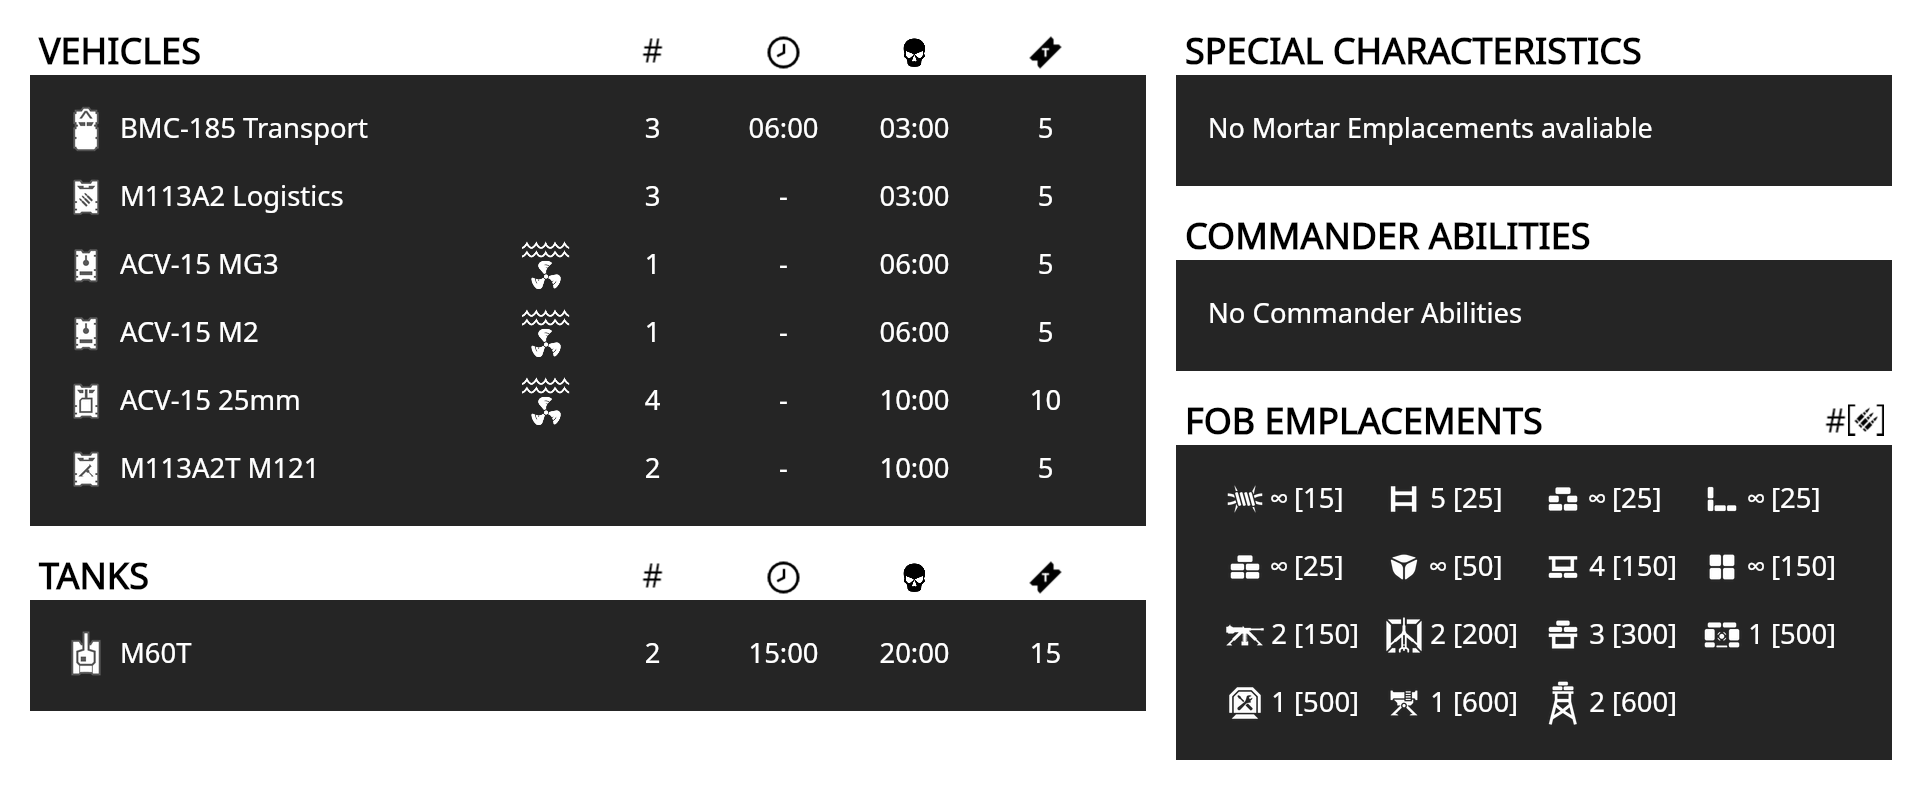 VEHICLES #
BMC-185 Transport 3 06:00 03:00 5
M113A2 Logistics 3 - 03:00 5
ACV-15 MG3 1 - 06:00 5
ACV-15 M2 1 - 06:00 5
ACV-15 25mm 4 - 10:00 10
M113A2T M121 2 - 10:00 5
TANKS #
M60T 2 15:00 20:00 15
SPECIAL CHARACTERISTICS
No Mortar Emplacements avaliable
COMMANDER ABILITIES
No Commander Abilities
FOB EMPLACEMENTS #[]
∞ [15] 5 [25] ∞ [25] ∞ [25]
∞ [25] ∞ [50] 4 [150] ∞ [150]
2 [150] 2 [200] 3 [300] 1 [500]
1 [500] 1 [600] 2 [600]